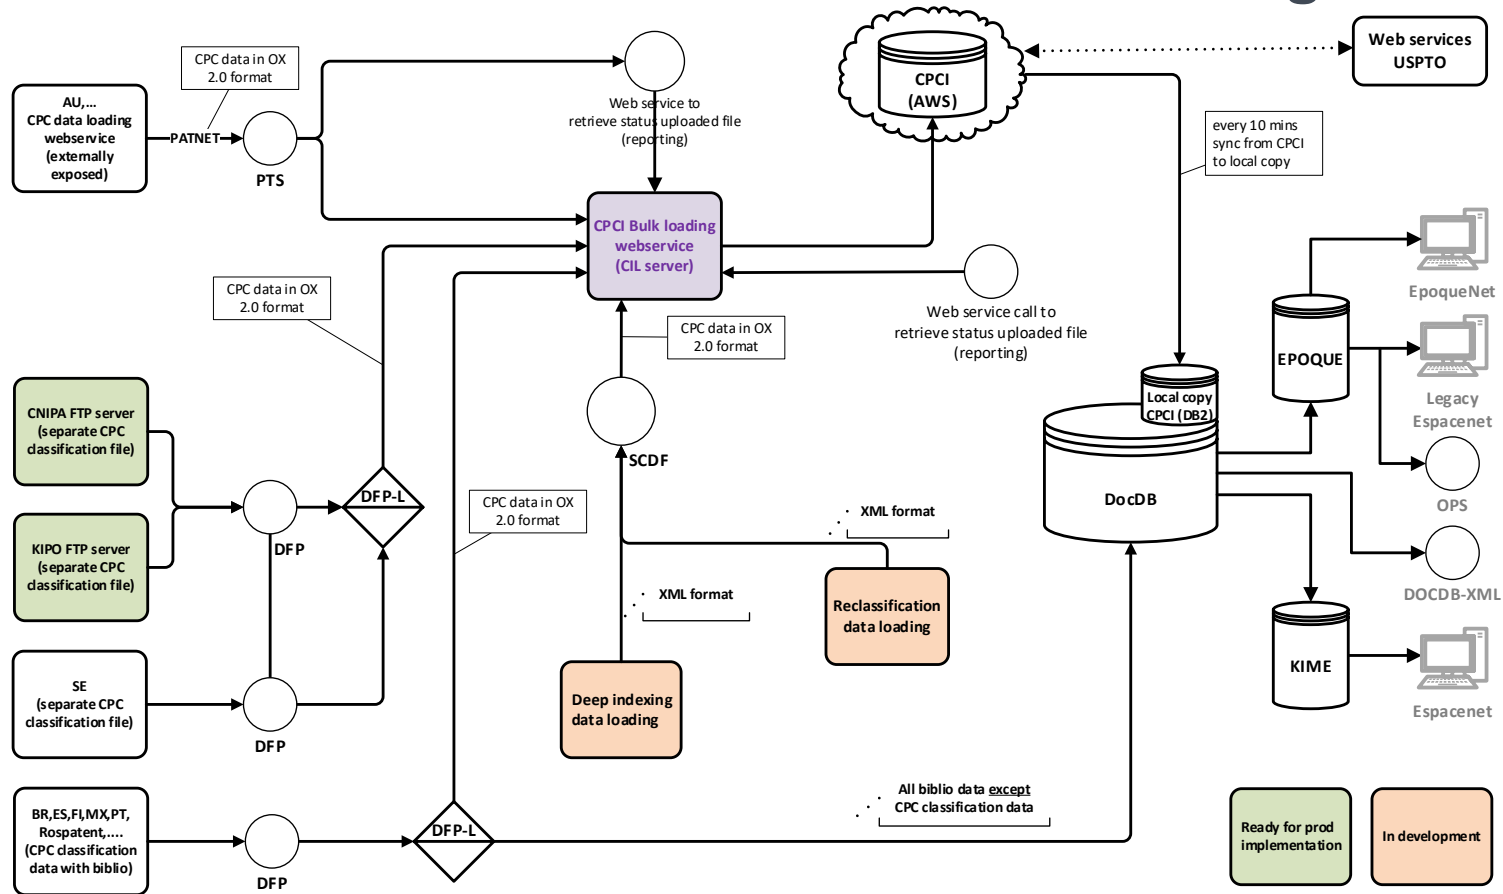 CPC data in OX
2.0 format
AU,...
CPC data loading
webservice
(externally
exposed)
PATNET
PTS
Web service to
retrieve status uploaded file
(reporting)
CPCI
(AWS)
Web services
USPTO
every 10 mins
sync from CPCI
to local copy
CPCI Bulk loading
webservice
(CIL server)
CPC data in OX
2.0 format
CPC data in OX
2.0 format
Web service call to
retrieve status uploaded file
(reporting)
EpoqueNet
EPOQUE
Legacy
Espacenet
Local copy
CPCI (DB2)
DocDB
OPS
DOCDB-XML
KIME
Espacenet
CNIPA FTP server
(separate CPC
classification file)
SCDF
DFP-L
CPC data in OX
2.0 format
XML format
KIPO FTP server
(separate CPC
classification file)
DFP
XML format
Reclassification
data loading
SE
(separate CPC
classification file)
DFP
Deep indexing
data loading
BR,ES,FI,MX,PT,
Rospatent,....
(CPC classification
data with biblio)
DFP
DFP-L
All biblio data except
CPC classification data
Ready for prod
implementation
In development